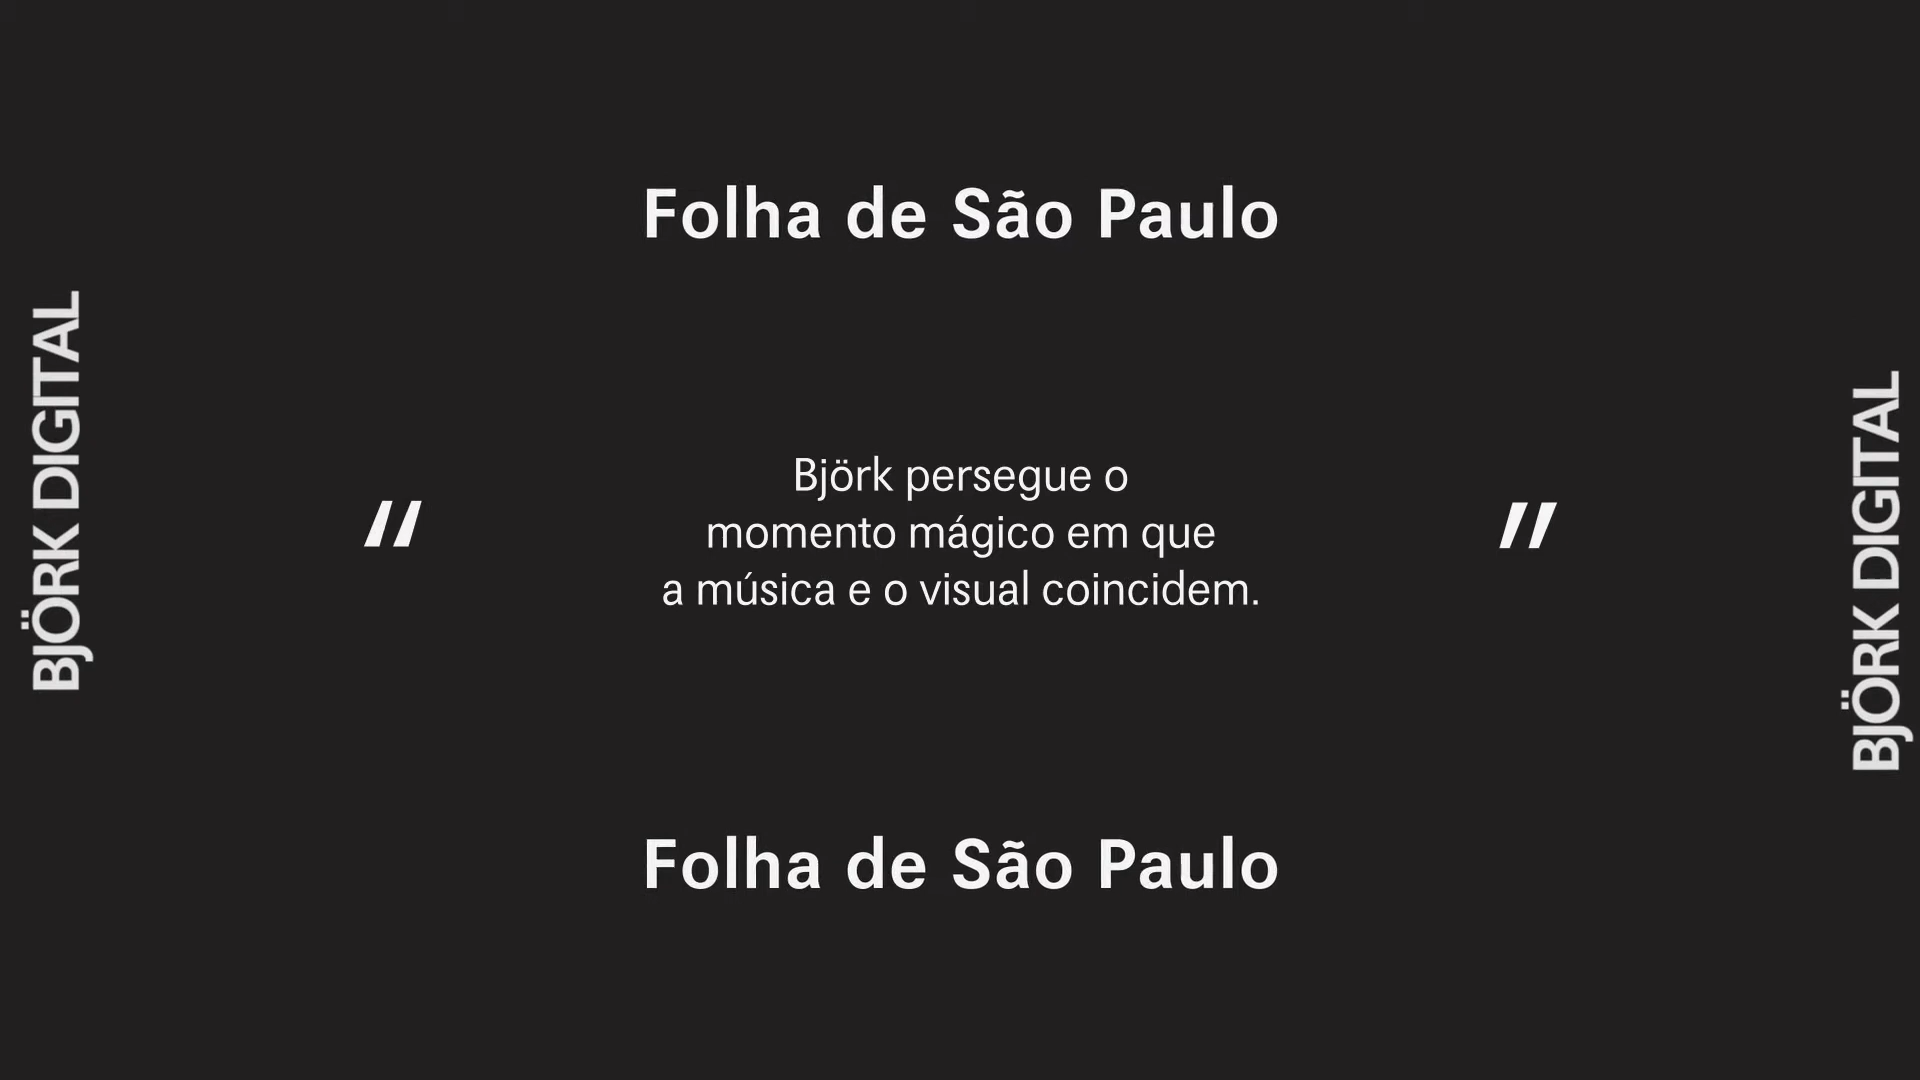 Folha de São Paulo
BJÖRK DIGITAL
"
Björk persegue o
momento mágico em que
a música e o visual coincidem.
"
BJÖRK DIGITAL
Folha de São Paulo